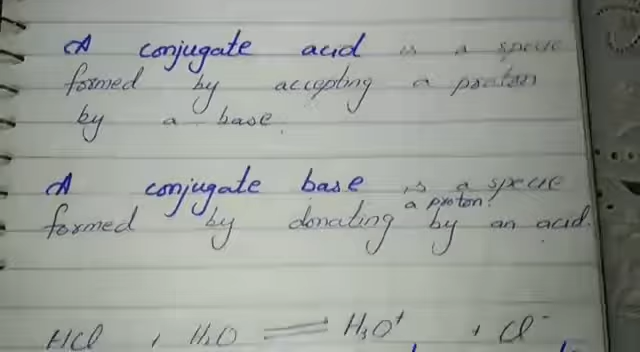 A conjugate acid is a specie
formed by accepting a proton
by a base.
A conjugate base is a specie
a proton.
formed by donating by an acid.
HCl + H₂O ⇌ H₃O⁺ + Cl⁻